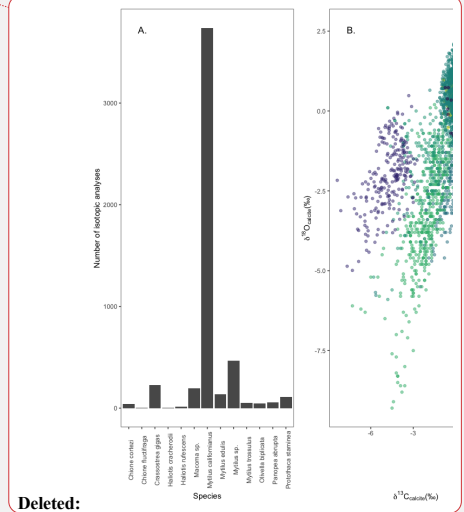 A.
B.
Number of isotopic analyses
3000
2000
1000
0
Chione cortezi
Chione fluctifraga
Crassostrea gigas
Haliotis cracherodii
Haliotis rufescens
Macoma sp.
Mytilus californianus
Mytilus edulis
Mytilus sp.
Mytilus trossulus
Olivella biplicata
Panopea abrupta
Protothaca staminea
Species
δ¹⁸Ocalcite(‰)
2.5
0.0
-2.5
-5.0
-7.5
-6
-3
δ¹³Ccalcite(‰)
Deleted: